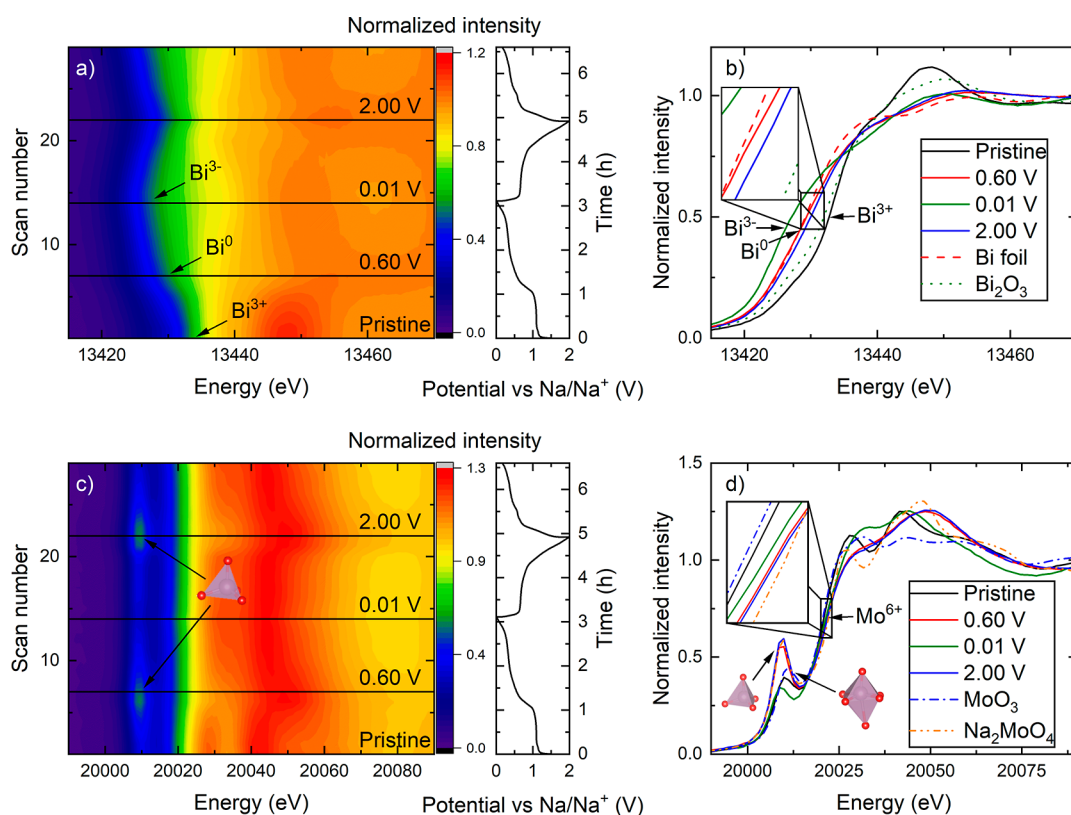 Normalized intensity
a)
2.00 V
Bi3-
0.01 V
Bi0
0.60 V
Bi3+
Pristine
10
20
Scan number
13420
13440
13460
Energy (eV)
1.2
0.8
0.4
0.0
6
5
4
3
2
1
0
Time (h)
0
1
2
Potential vs Na/Na+ (V)
b)
Normalized intensity
1.0
0.5
0.0
Bi3-
Bi0
Bi3+
Pristine
0.60 V
0.01 V
2.00 V
Bi foil
Bi2O3
13420
13440
13460
Energy (eV)
Normalized intensity
c)
2.00 V
0.01 V
0.60 V
Pristine
10
20
Scan number
20000
20020
20040
20060
20080
Energy (eV)
1.3
0.9
0.4
0.0
6
5
4
3
2
1
0
Time (h)
0
1
2
Potential vs Na/Na+ (V)
d)
Normalized intensity
1.5
1.0
0.5
0.0
Mo6+
Pristine
0.60 V
0.01 V
2.00 V
MoO3
Na2MoO4
20000
20025
20050
20075
Energy (eV)